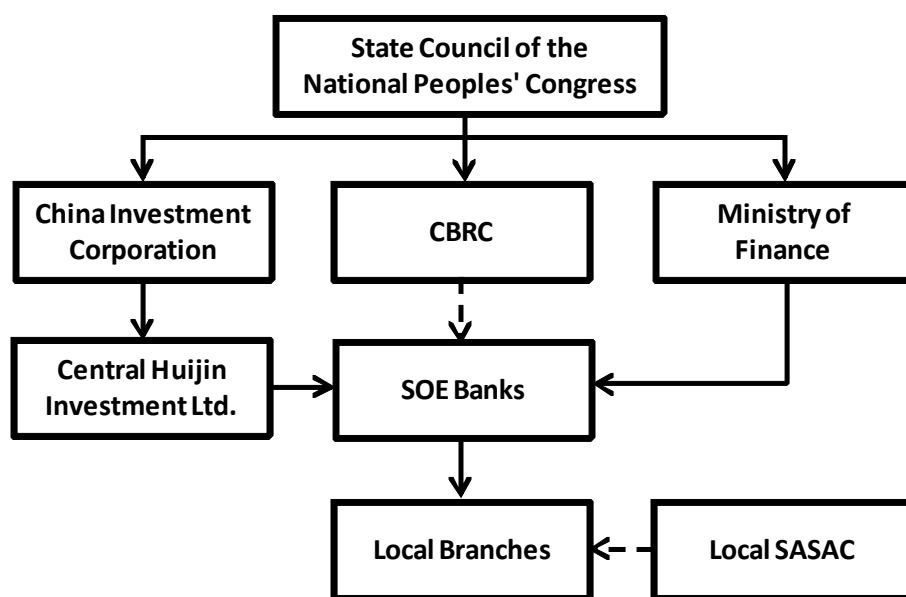 State Council of the
National Peoples' Congress
China Investment
Corporation
CBRC
Ministry of
Finance
Central Huijin
Investment Ltd.
SOE Banks
Local Branches
Local SASAC